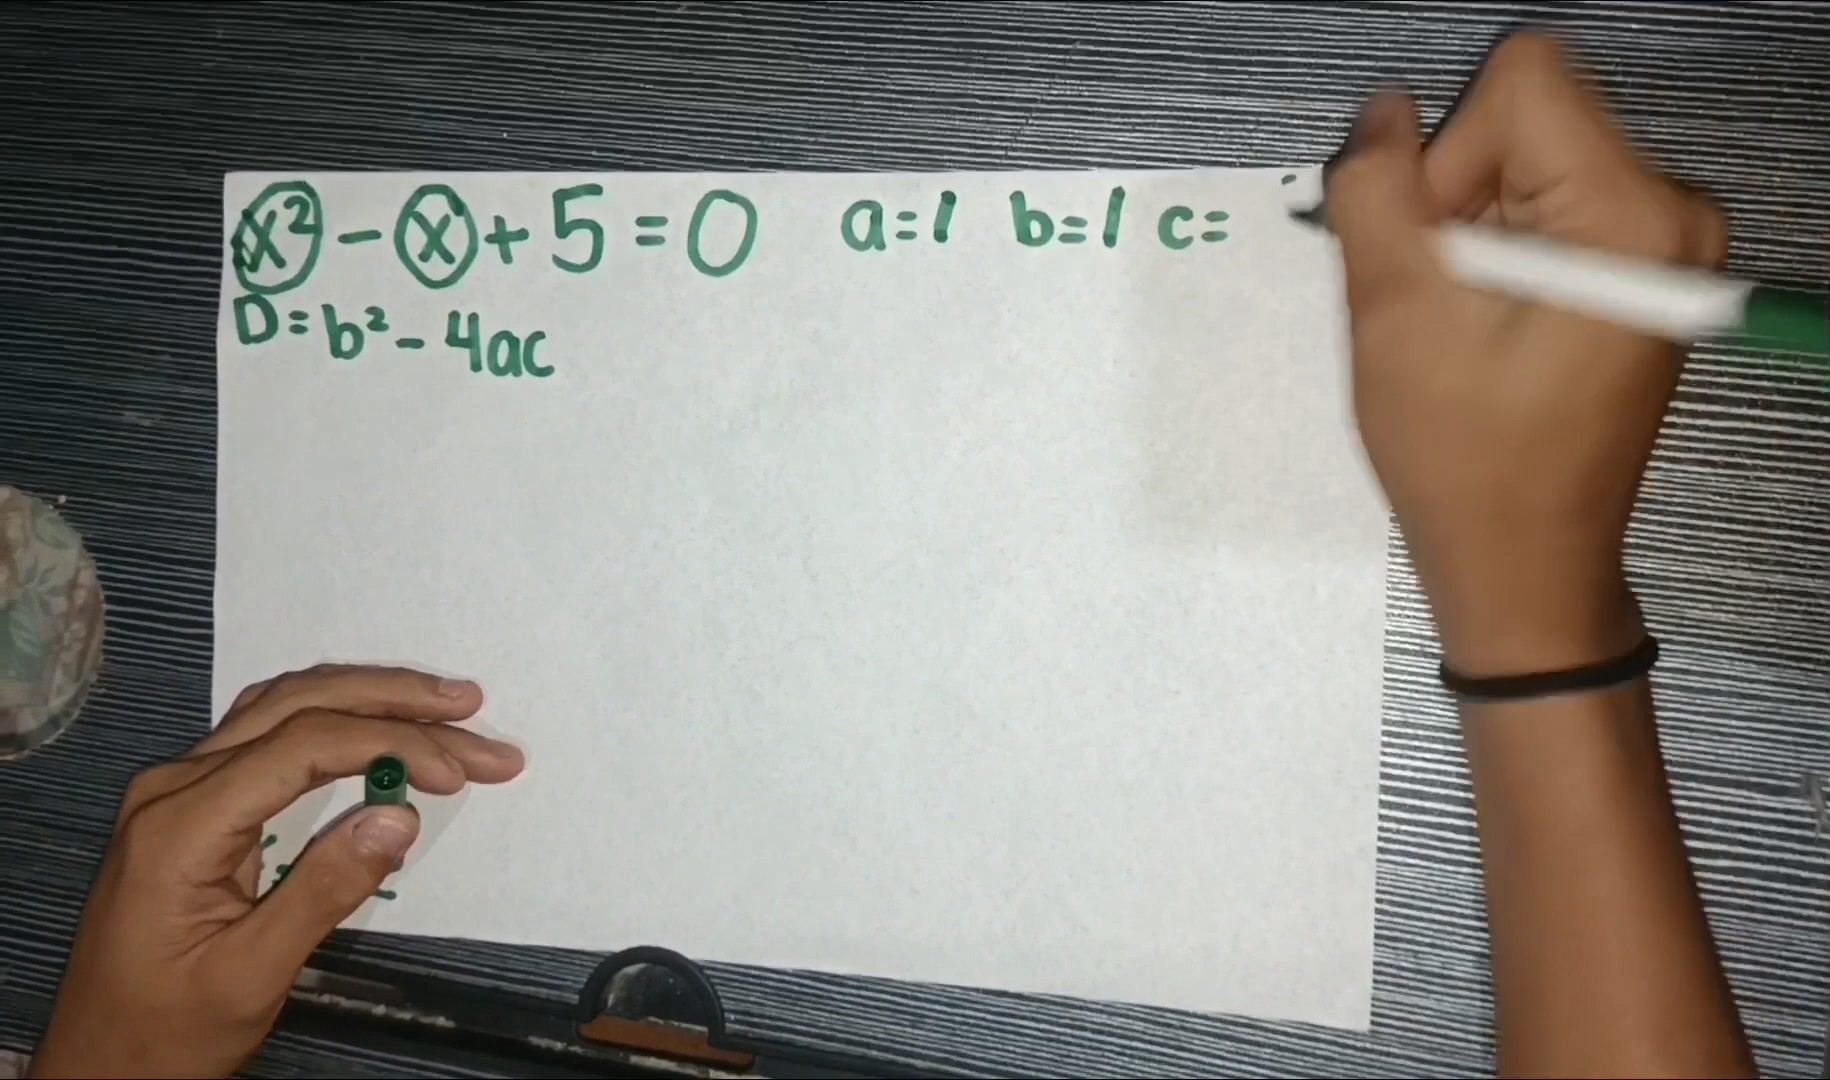 x² - x + 5 = 0 a=1 b=1 c=
D= b² - 4ac